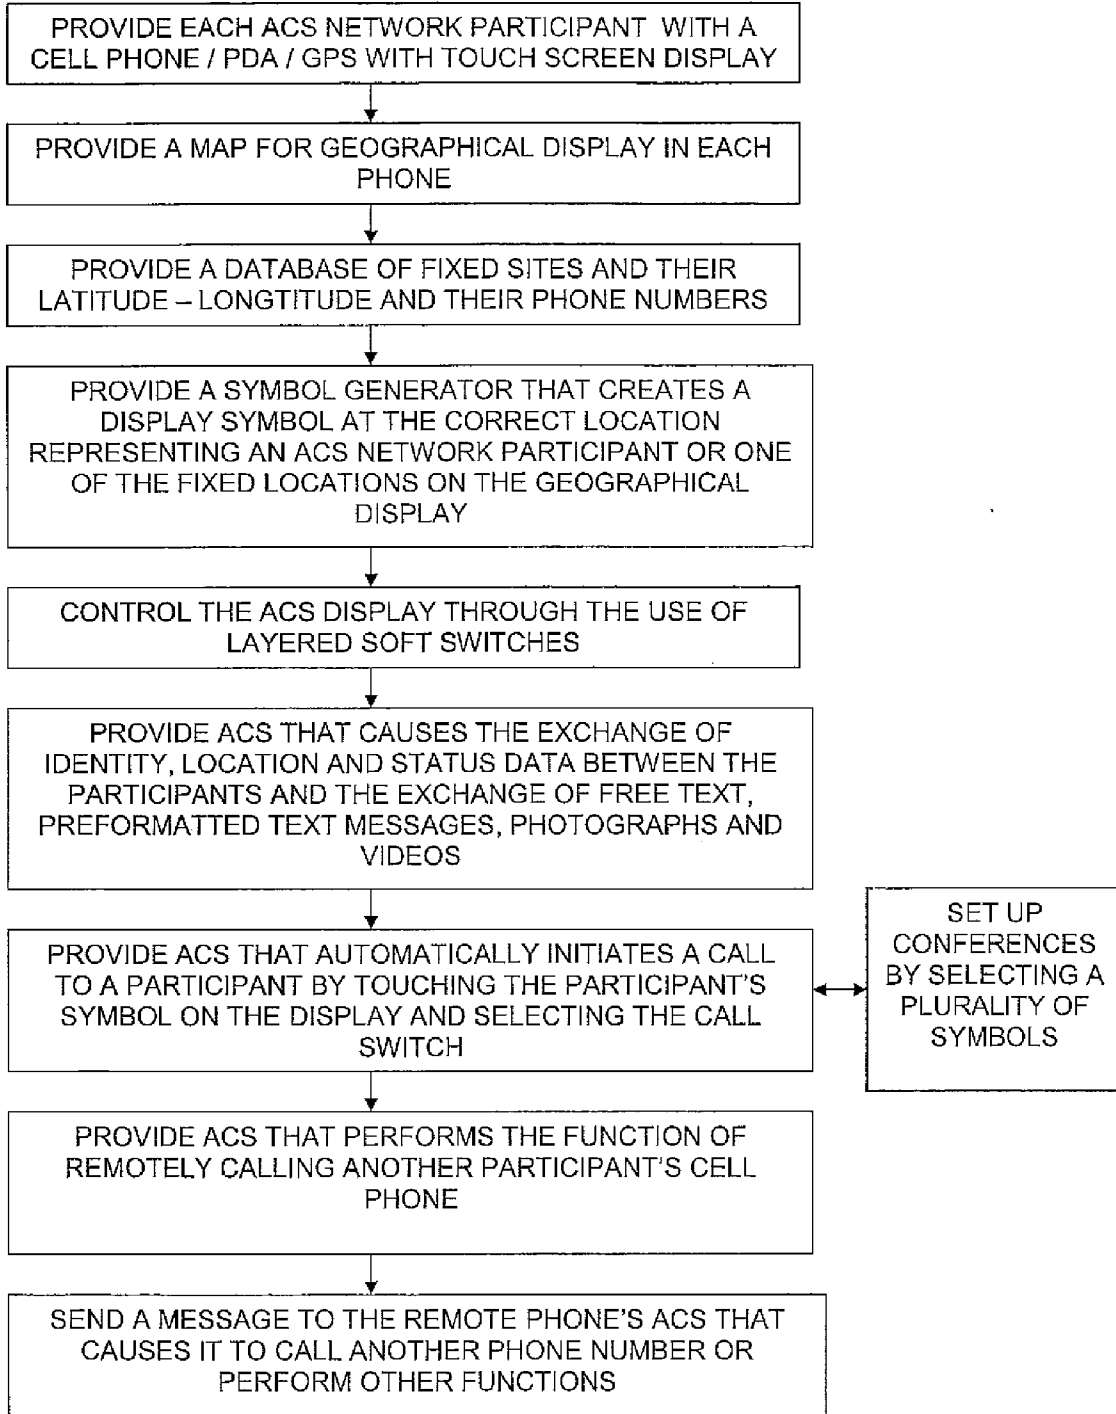 PROVIDE EACH ACS NETWORK PARTICIPANT WITH A
CELL PHONE / PDA / GPS WITH TOUCH SCREEN DISPLAY
PROVIDE A MAP FOR GEOGRAPHICAL DISPLAY IN EACH
PHONE
PROVIDE A DATABASE OF FIXED SITES AND THEIR
LATITUDE – LONGTITUDE AND THEIR PHONE NUMBERS
PROVIDE A SYMBOL GENERATOR THAT CREATES A
DISPLAY SYMBOL AT THE CORRECT LOCATION
REPRESENTING AN ACS NETWORK PARTICIPANT OR ONE
OF THE FIXED LOCATIONS ON THE GEOGRAPHICAL
DISPLAY
CONTROL THE ACS DISPLAY THROUGH THE USE OF
LAYERED SOFT SWITCHES
PROVIDE ACS THAT CAUSES THE EXCHANGE OF
IDENTITY, LOCATION AND STATUS DATA BETWEEN THE
PARTICIPANTS AND THE EXCHANGE OF FREE TEXT,
PREFORMATTED TEXT MESSAGES, PHOTOGRAPHS AND
VIDEOS
PROVIDE ACS THAT AUTOMATICALLY INITIATES A CALL
TO A PARTICIPANT BY TOUCHING THE PARTICIPANT'S
SYMBOL ON THE DISPLAY AND SELECTING THE CALL
SWITCH
SET UP
CONFERENCES
BY SELECTING A
PLURALITY OF
SYMBOLS
PROVIDE ACS THAT PERFORMS THE FUNCTION OF
REMOTELY CALLING ANOTHER PARTICIPANT'S CELL
PHONE
SEND A MESSAGE TO THE REMOTE PHONE'S ACS THAT
CAUSES IT TO CALL ANOTHER PHONE NUMBER OR
PERFORM OTHER FUNCTIONS